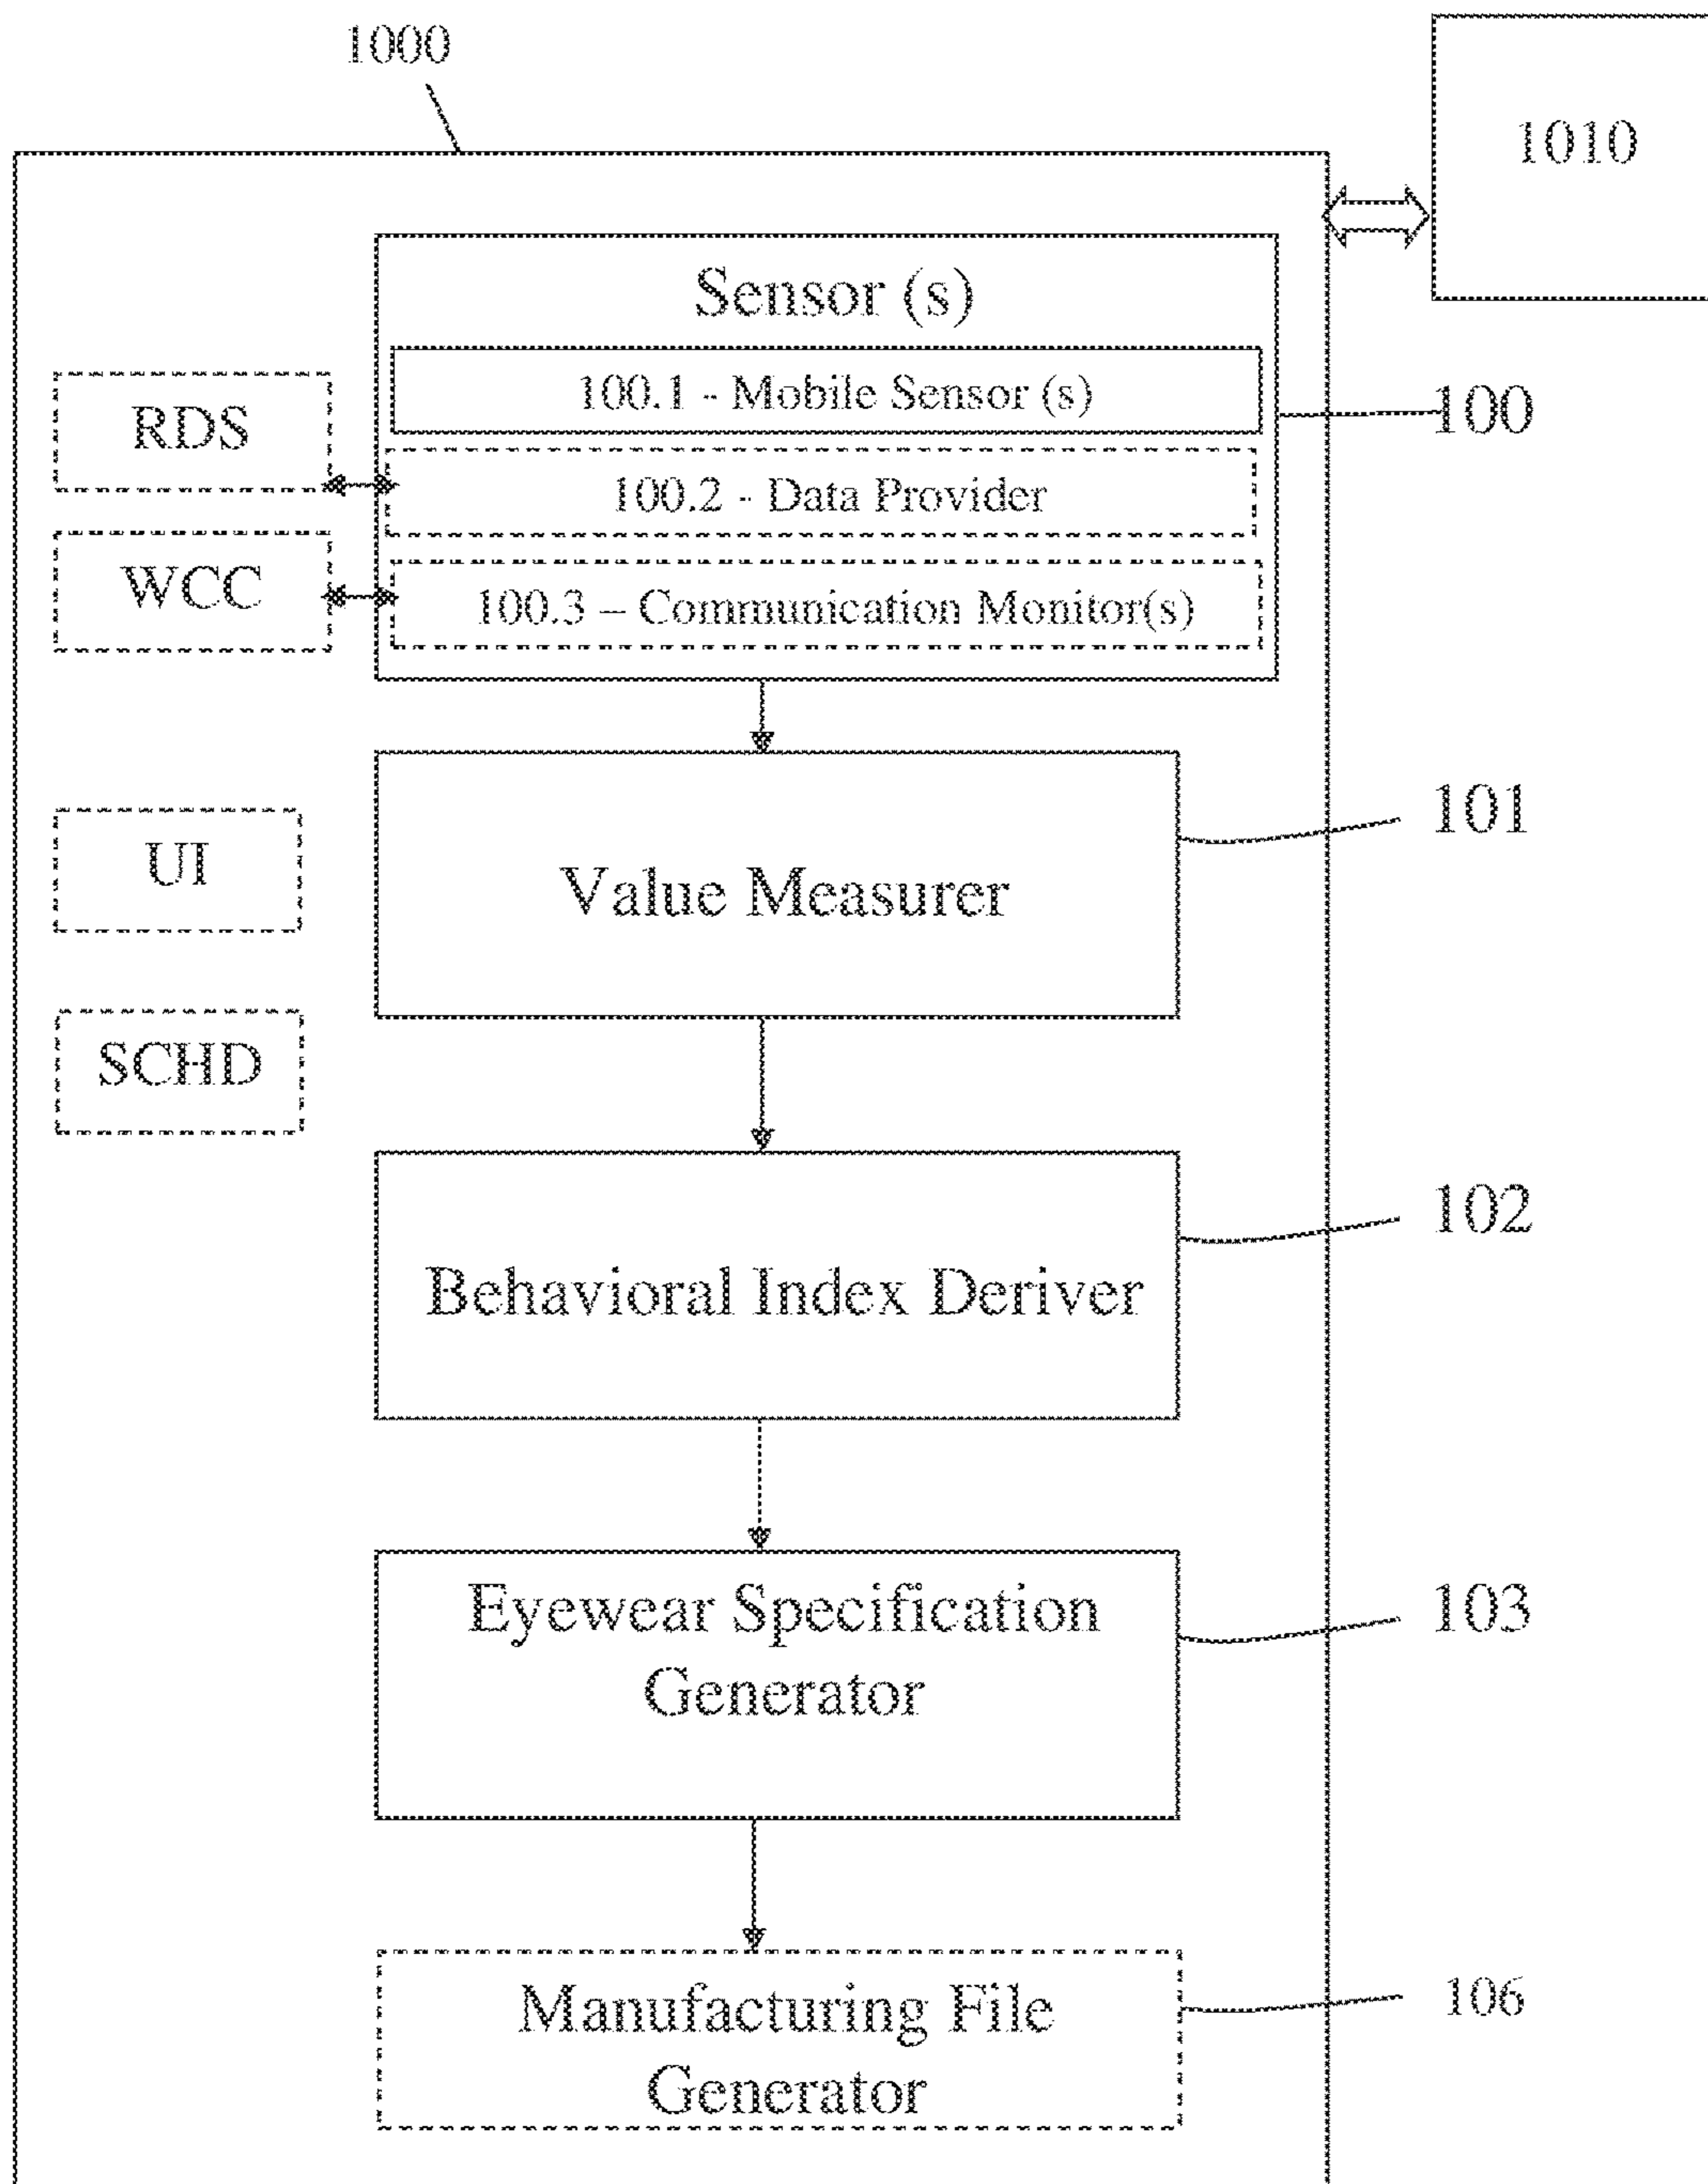 1000
1010
Sensor (s)
100.1 - Mobile Sensor (s)
100
RDS
100.2 - Data Provider
WCC
100.3 – Communication Monitor(s)
101
UI
Value Measurer
SCHD
102
Behavioral Index Deriver
103
Eyewear Specification
Generator
106
Manufacturing File
Generator